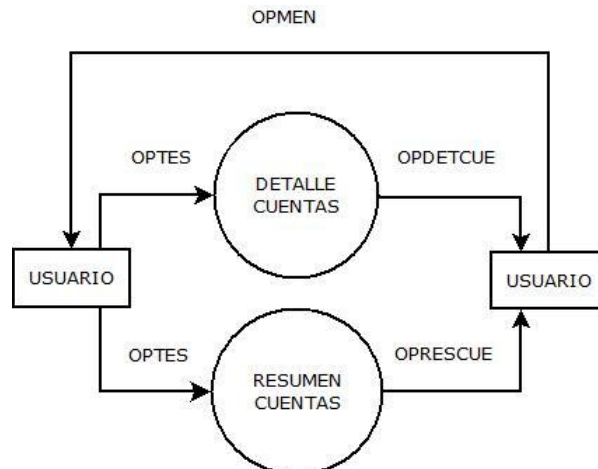 OPMEN
OPTES
DETALLE
CUENTAS
OPDETCUE
USUARIO
USUARIO
OPTES
RESUMEN
CUENTAS
OPRESCUE